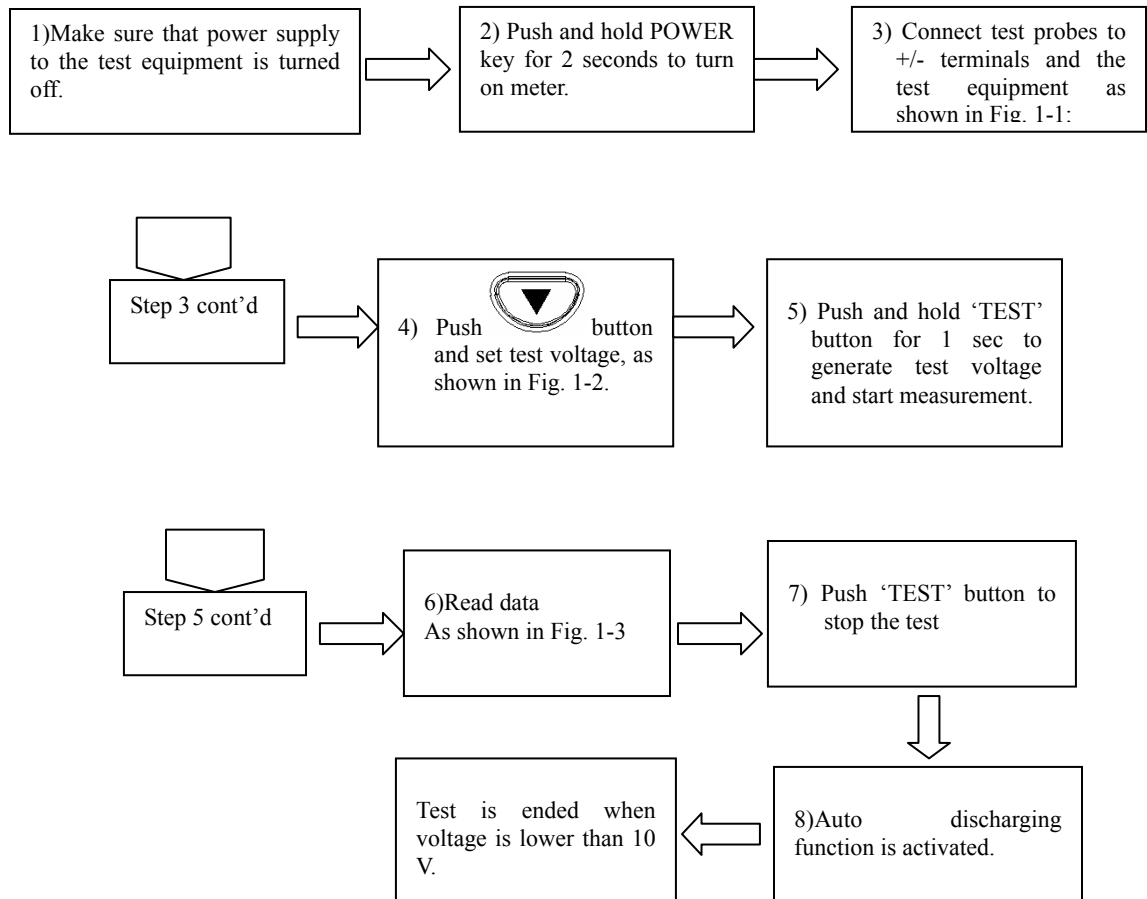 1)Make sure that power supply
to the test equipment is turned
off.
2) Push and hold POWER
key for 2 seconds to turn
on meter.
3) Connect test probes to
+/- terminals and the
test equipment as
shown in Fig. 1-1:
Step 3 cont’d
4) Push button
and set test voltage, as
shown in Fig. 1-2.
5) Push and hold ‘TEST’
button for 1 sec to
generate test voltage
and start measurement.
Step 5 cont’d
6)Read data
As shown in Fig. 1-3
7) Push ‘TEST’ button to
stop the test
8)Auto discharging
function is activated.
Test is ended when
voltage is lower than 10
V.